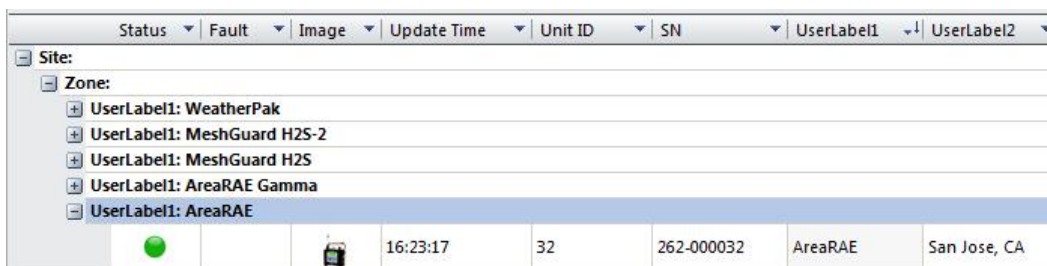 Status Fault Image Update Time Unit ID SN UserLabel1 UserLabel2
Site:
Zone:
UserLabel1: WeatherPak
UserLabel1: MeshGuard H2S-2
UserLabel1: MeshGuard H2S
UserLabel1: AreaRAE Gamma
UserLabel1: AreaRAE
16:23:17 32 262-000032 AreaRAE San Jose, CA